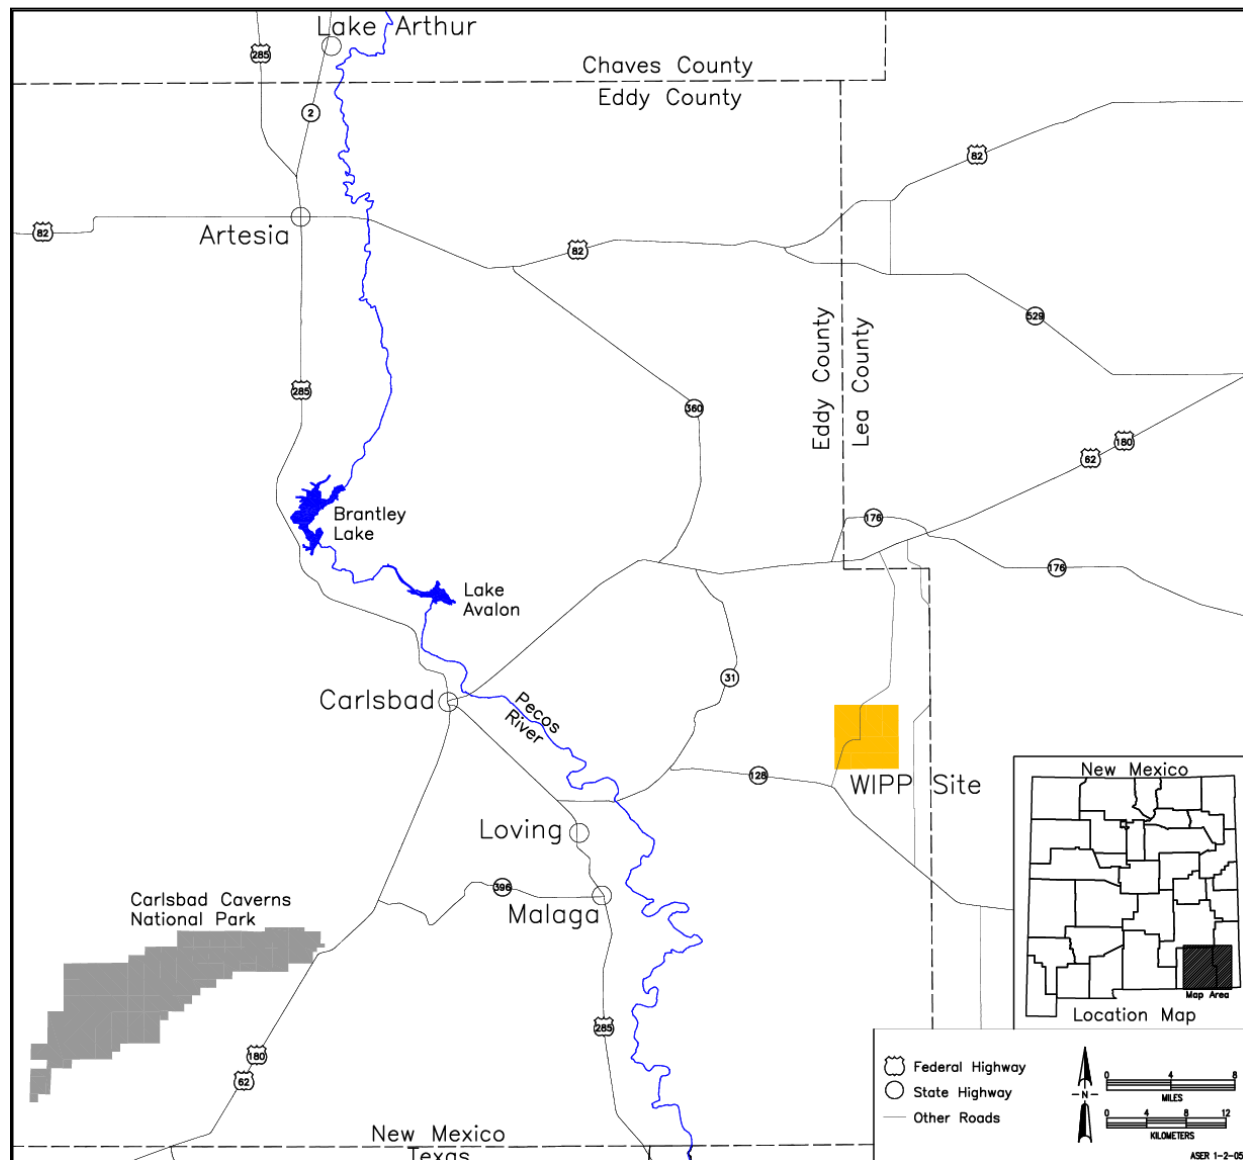 Lake Arthur
285
Chaves County
Eddy County
2
82
Artesia
82
82
529
Eddy County
Lea County
285
360
180
62
Brantley
Lake
176
176
Lake
Avalon
31
Carlsbad
Pecos
River
128
WIPP Site
Loving
396
Malaga
Carlsbad Caverns
National Park
285
180
62
New Mexico
Texas
New Mexico
Map Area
Location Map
Federal Highway
State Highway
Other Roads
N
0 4 8
MILES
0 4 8 12
KILOMETERS
ASER 1-2-05